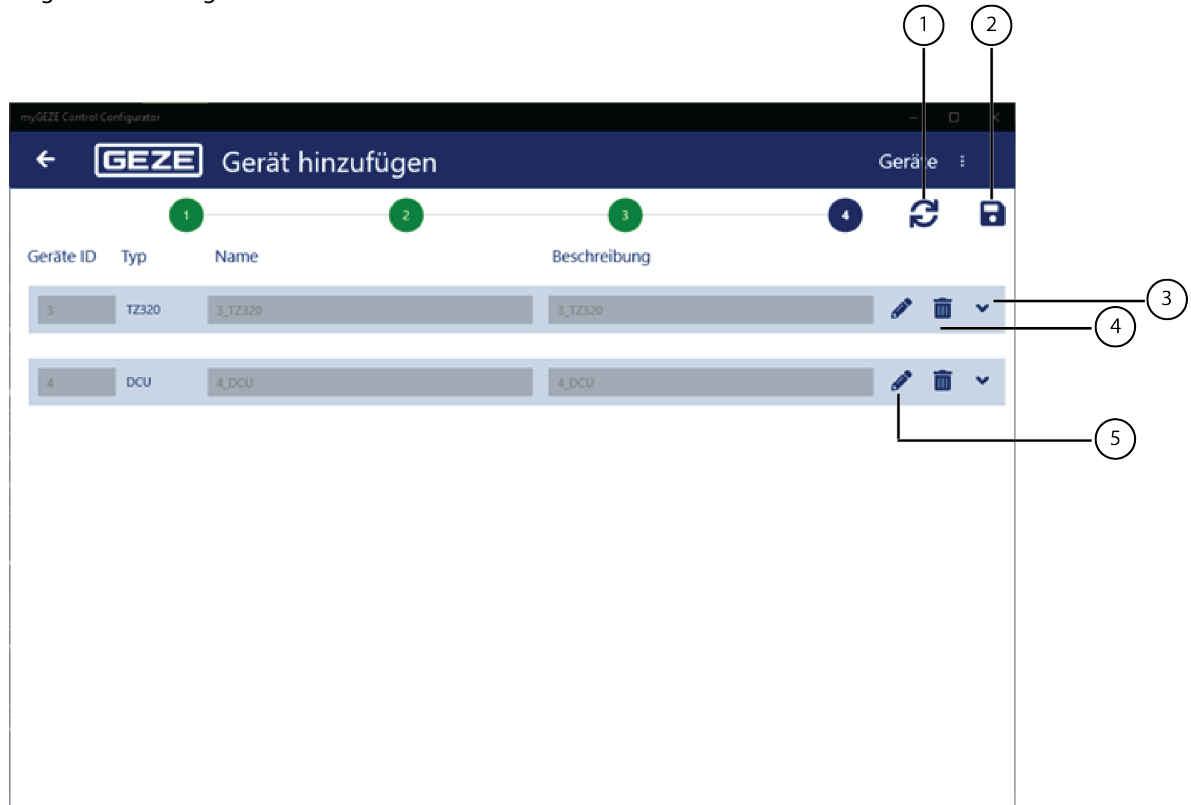 1 2
myGEZE Control Configurator
GEZE Gerät hinzufügen Geräte
1 2 3 4
Geräte ID Typ Name Beschreibung
3 TZ320 3_TZ320 3_TZ320
3
4
4 DCU 4_DCU 4_DCU
5